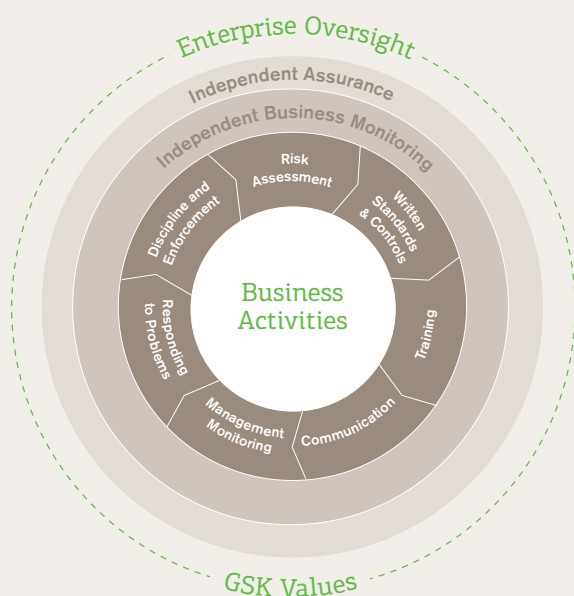 Enterprise Oversight
Independent Assurance
Independent Business Monitoring
Risk
Assessment
Written
Standards
& Controls
Training
Communication
Management
Monitoring
Responding
to Problems
Discipline and
Enforcement
Business
Activities
GSK Values